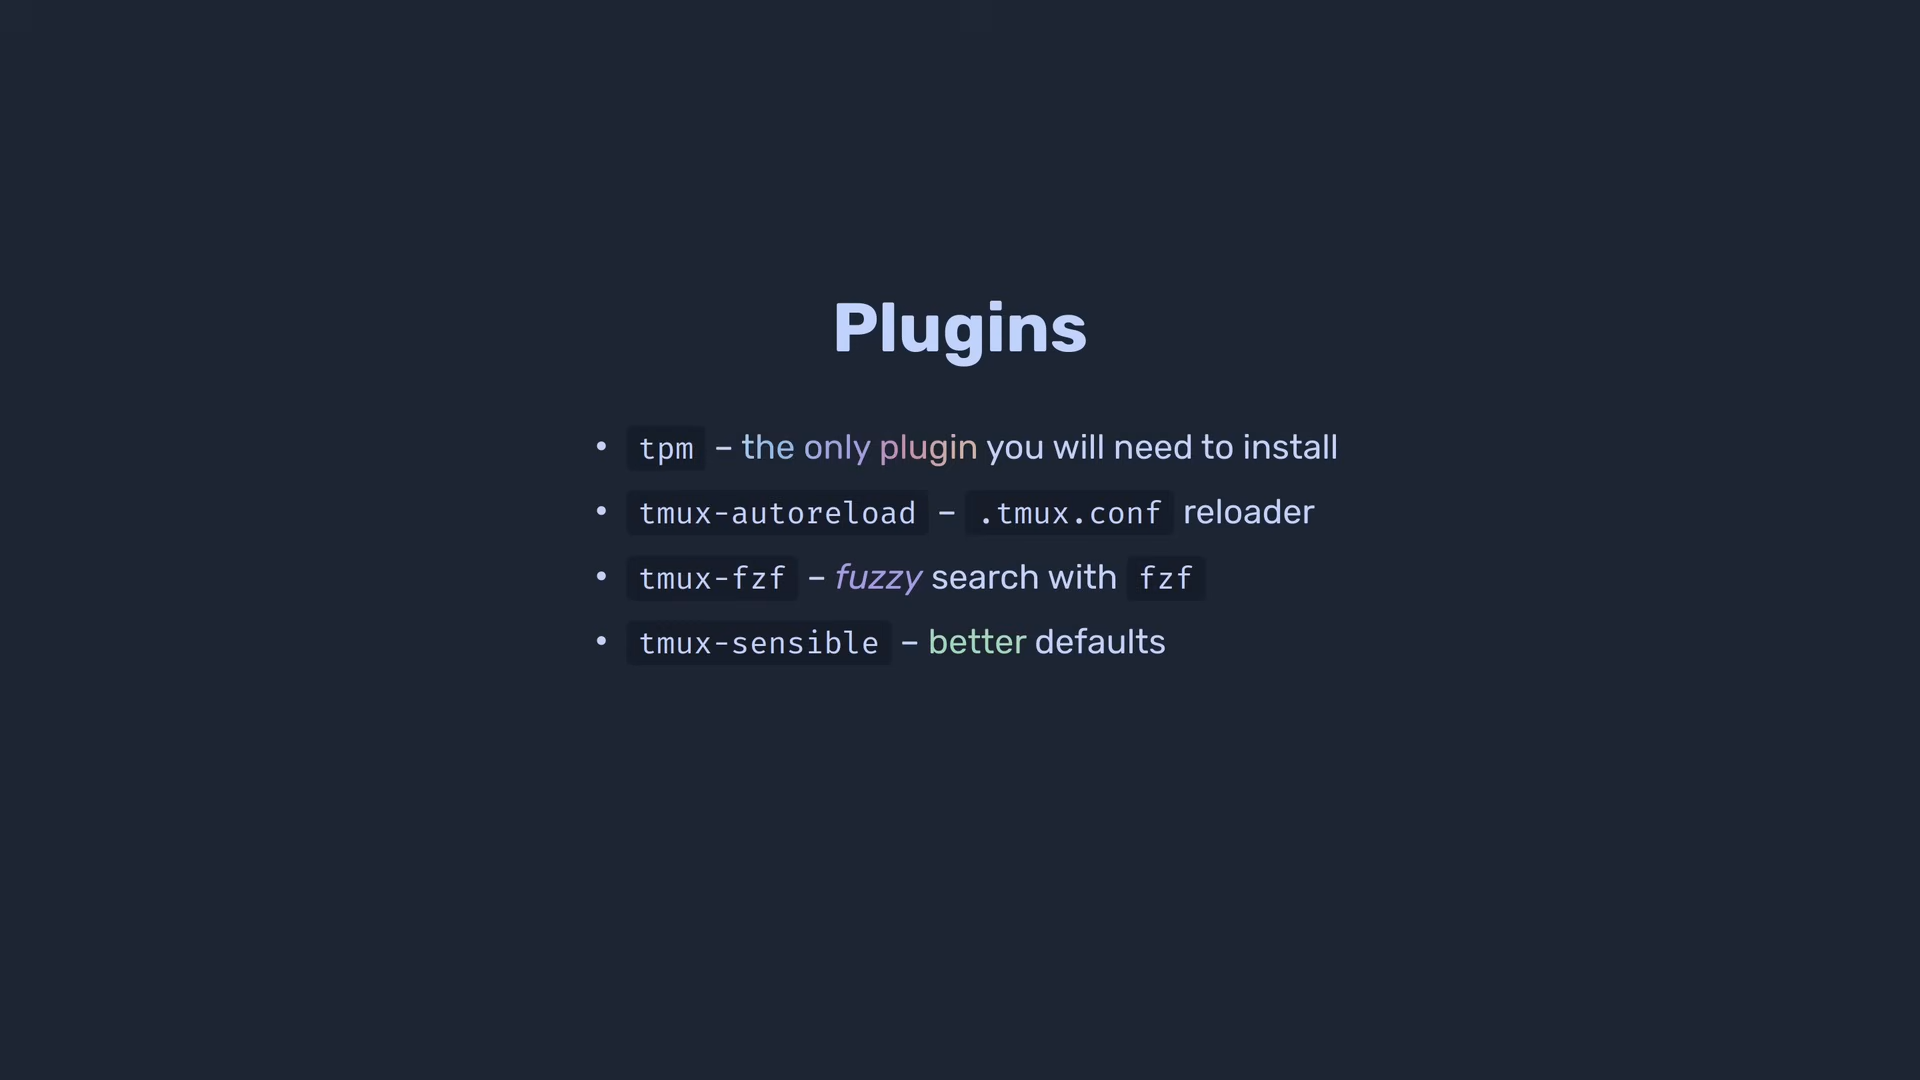 Plugins
• tpm – the only plugin you will need to install
• tmux-autoreload – .tmux.conf reloader
• tmux-fzf – fuzzy search with fzf
• tmux-sensible – better defaults